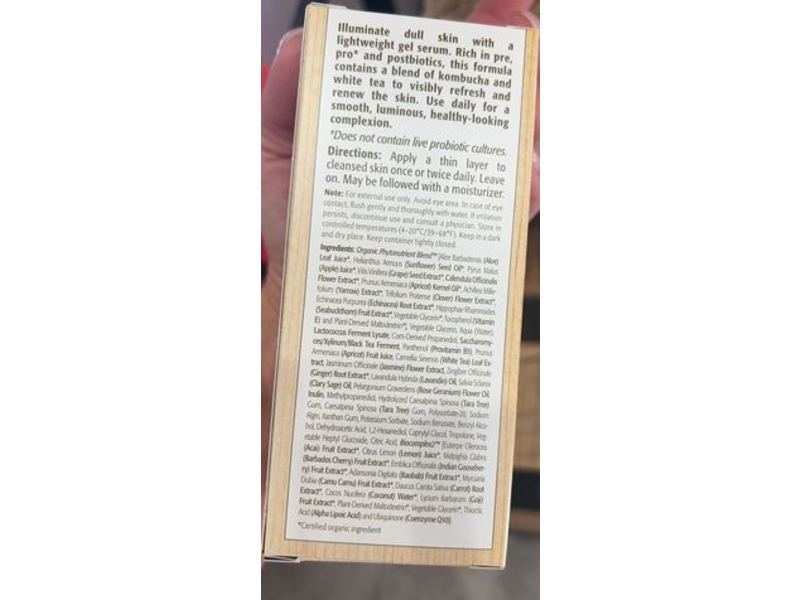 Illuminate dull skin with a
lightweight gel serum. Rich in pre,
pro* and postbiotics, this formula
contains a blend of kombucha and
white tea to visibly refresh and
renew the skin. Use daily for a
smooth, luminous, healthy-looking
complexion.
*Does not contain live probiotic cultures.
Directions: Apply a thin layer to
cleansed skin once or twice daily. Leave
on. May be followed with a moisturizer.
Note: For external use only. Avoid eye area. In case of eye
contact, flush gently and thoroughly with water. If irritation
persists, discontinue use and consult a physician. Store in
controlled temperatures (4–20°C/39–68°F). Keep in a dark
and dry place. Keep container tightly closed.
Ingredients: Organic Phytonutrient Blend™ [Aloe Barbadensis (Aloe)
Leaf Juice*, Helianthus Annuus (Sunflower) Seed Oil*, Pyrus Malus
(Apple) Juice*, Vitis Vinifera (Grape) Seed Extract*, Calendula Officinalis
Flower Extract*, Prunus Armeniaca (Apricot) Kernel Oil*, Achillea Mille-
folium (Yarrow) Extract*, Trifolium Pratense (Clover) Flower Extract*,
Echinacea Purpurea (Echinacea) Root Extract*, Hippophae Rhamnoides
(Seabuckthorn) Fruit Extract*, Vegetable Glycerin*, Tocopherol (Vitamin
E) and Plant-Derived Maltodextrin*], Vegetable Glycerin, Aqua (Water),
Lactococcus Ferment Lysate, Corn-Derived Propanediol, Saccharomy-
ces/Xylinum/Black Tea Ferment, Panthenol (Provitamin B5), Prunus
Armeniaca (Apricot) Fruit Juice, Camellia Sinensis (White Tea) Leaf Ex-
tract, Jasminum Officinale (Jasmine) Flower Extract, Zingiber Officinale
(Ginger) Root Extract*, Lavandula Hybrida (Lavandin) Oil, Salvia Sclarea
(Clary Sage) Oil, Pelargonium Graveolens (Rose Geranium) Flower Oil,
Inulin, Methylpropanediol, Hydrolyzed Caesalpinia Spinosa (Tara Tree)
Gum, Caesalpinia Spinosa (Tara Tree) Gum, Polysorbate-20, Sodium
Algin, Xanthan Gum, Potassium Sorbate, Sodium Benzoate, Benzyl Alco-
hol, Dehydroacetic Acid, 1,2-Hexanediol, Caprylyl Glycol, Tropolone, Veg-
etable Heptyl Glucoside, Citric Acid, Biocomplex2™ [Euterpe Oleracea
(Acai) Fruit Extract*, Citrus Limon (Lemon) Juice*, Malpighia Glabra
(Barbados Cherry) Fruit Extract*, Emblica Officinalis (Indian Gooseber-
ry) Fruit Extract*, Adansonia Digitata (Baobab) Fruit Extract*, Myrciaria
Dubia (Camu Camu) Fruit Extract*, Daucus Carota Sativa (Carrot) Root
Extract*, Cocos Nucifera (Coconut) Water*, Lycium Barbarum (Goji)
Fruit Extract*, Plant-Derived Maltodextrin*, Vegetable Glycerin*, Thioctic
Acid (Alpha Lipoic Acid) and Ubiquinone (Coenzyme Q10)].
*Certified organic ingredient